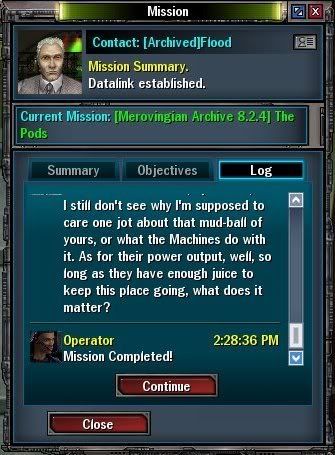 Mission
Contact: [Archived]Flood
Mission Summary.
Datalink established.
Current Mission: [Merovingian Archive 8.2.4] The
Pods
Summary
Objectives
Log
I still don't see why I'm supposed to
care one jot about that mud-ball of
yours, or what the Machines do with
it. As for their power output, well, so
long as they have enough juice to
keep this place going, what does it
matter?
Operator 2:28:36 PM
Mission Completed!
Continue
Close